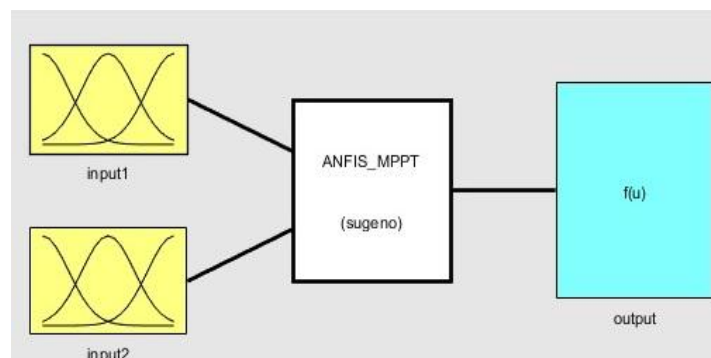 input1
ANFIS_MPPT
(sugeno)
f(u)
output
input2